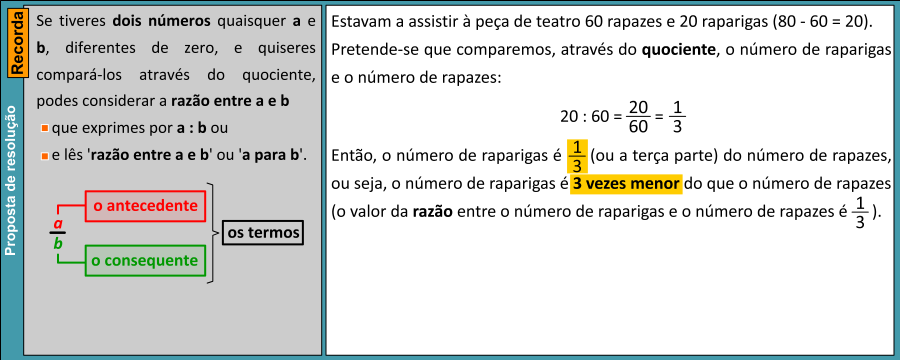 Recorda
Proposta de resolução
Se tiveres dois números quaisquer a e
b, diferentes de zero, e quiseres
compará-los através do quociente,
podes considerar a razão entre a e b
que exprimes por a : b ou
e lês 'razão entre a e b' ou 'a para b'.
a
b
o antecedente
o consequente
os termos
Estavam a assistir à peça de teatro 60 rapazes e 20 raparigas (80 - 60 = 20).
Pretende-se que comparemos, através do quociente, o número de raparigas
e o número de rapazes:
20 : 60 = 20/60 = 1/3
Então, o número de raparigas é 1/3 (ou a terça parte) do número de rapazes,
ou seja, o número de raparigas é 3 vezes menor do que o número de rapazes
(o valor da razão entre o número de raparigas e o número de rapazes é 1/3 ).